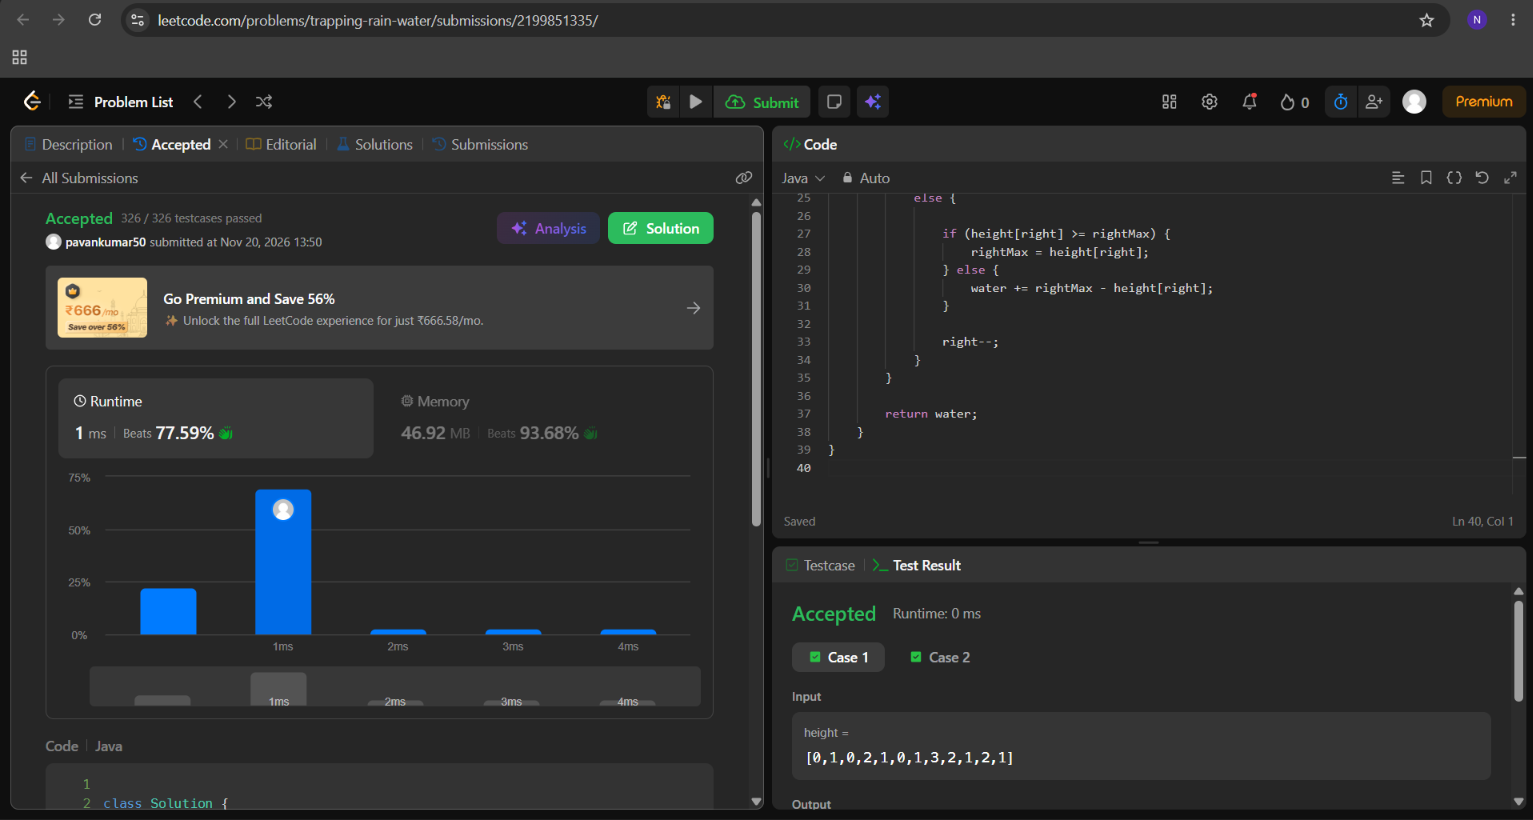 leetcode.com/problems/trapping-rain-water/submissions/2199851335/
N
Problem List
Submit
0
Premium
Description
Accepted
Editorial
Solutions
Submissions
All Submissions
Accepted 326 / 326 testcases passed
pavankumar50 submitted at Nov 20, 2026 13:50
Analysis
Solution
₹666/mo
Save over 56%
Go Premium and Save 56%
✨ Unlock the full LeetCode experience for just ₹666.58/mo.
Runtime
1 ms Beats 77.59%
Memory
46.92 MB Beats 93.68%
75%
50%
25%
0%
1ms 2ms 3ms 4ms
1ms 2ms 3ms 4ms
Code Java
1
2 class Solution {
</> Code
Java Auto
25 else {
26
27 if (height[right] >= rightMax) {
28 rightMax = height[right];
29 } else {
30 water += rightMax - height[right];
31 }
32
33 right--;
34 }
35 }
36
37 return water;
38 }
39 }
40
Saved
Ln 40, Col 1
Testcase
>_ Test Result
Accepted Runtime: 0 ms
Case 1
Case 2
Input
height =
[0,1,0,2,1,0,1,3,2,1,2,1]
Output